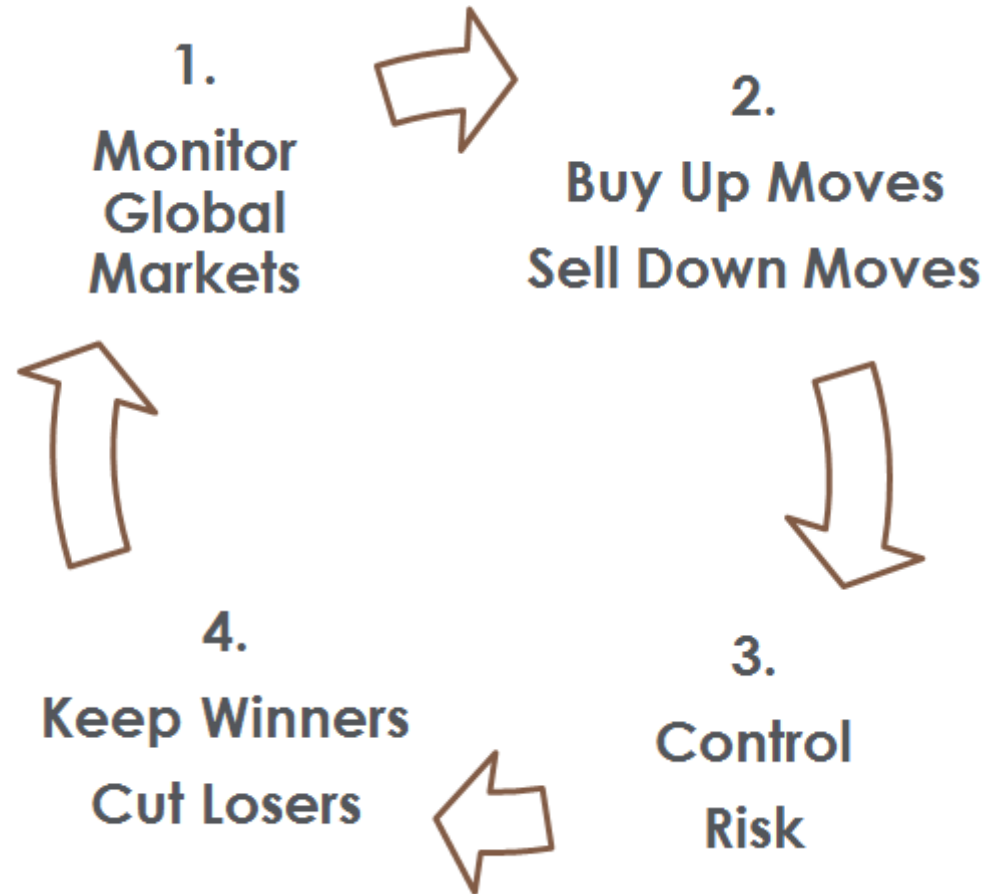 1.
Monitor
Global
Markets
2.
Buy Up Moves
Sell Down Moves
3.
Control
Risk
4.
Keep Winners
Cut Losers